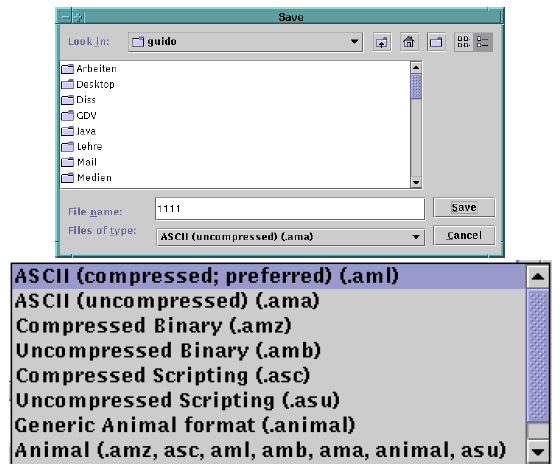 Save
Look in: guido
Arbeiten
Desktop
Diss
GDV
Java
Lehre
Mail
Medien
File name: 1111 Save
Files of type: ASCII (uncompressed) (.ama) Cancel
ASCII (compressed; preferred) (.aml)
ASCII (uncompressed) (.ama)
Compressed Binary (.amz)
Uncompressed Binary (.amb)
Compressed Scripting (.asc)
Uncompressed Scripting (.asu)
Generic Animal format (.animal)
Animal (.amz, asc, aml, amb, ama, animal, asu)